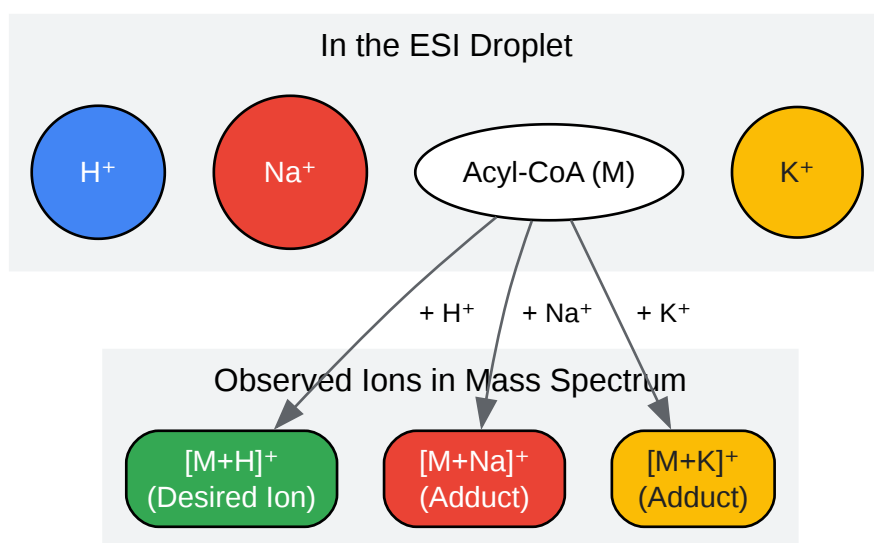 In the ESI Droplet
H⁺
Na⁺
Acyl-CoA (M)
K⁺
+ H⁺
+ Na⁺
+ K⁺
Observed Ions in Mass Spectrum
[M+H]⁺
(Desired Ion)
[M+Na]⁺
(Adduct)
[M+K]⁺
(Adduct)